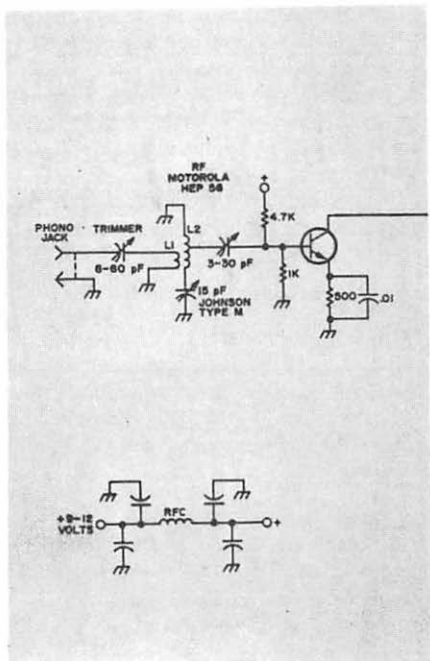 RF
MOTOROLA
HEP 56
+
4.7K
PHONO
JACK
TRIMMER
L1
L2
6-60 pF
3-30 pF
1K
15 pF
JOHNSON
TYPE M
500
.01
+9-12
VOLTS
RFC
+